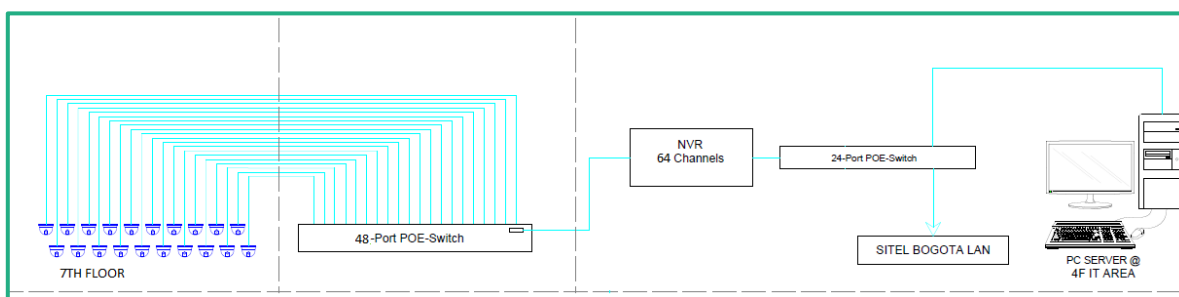 NVR
64 Channels
24-Port POE-Switch
48-Port POE-Switch
SITEL BOGOTA LAN
7TH FLOOR
PC SERVER @
4F IT AREA